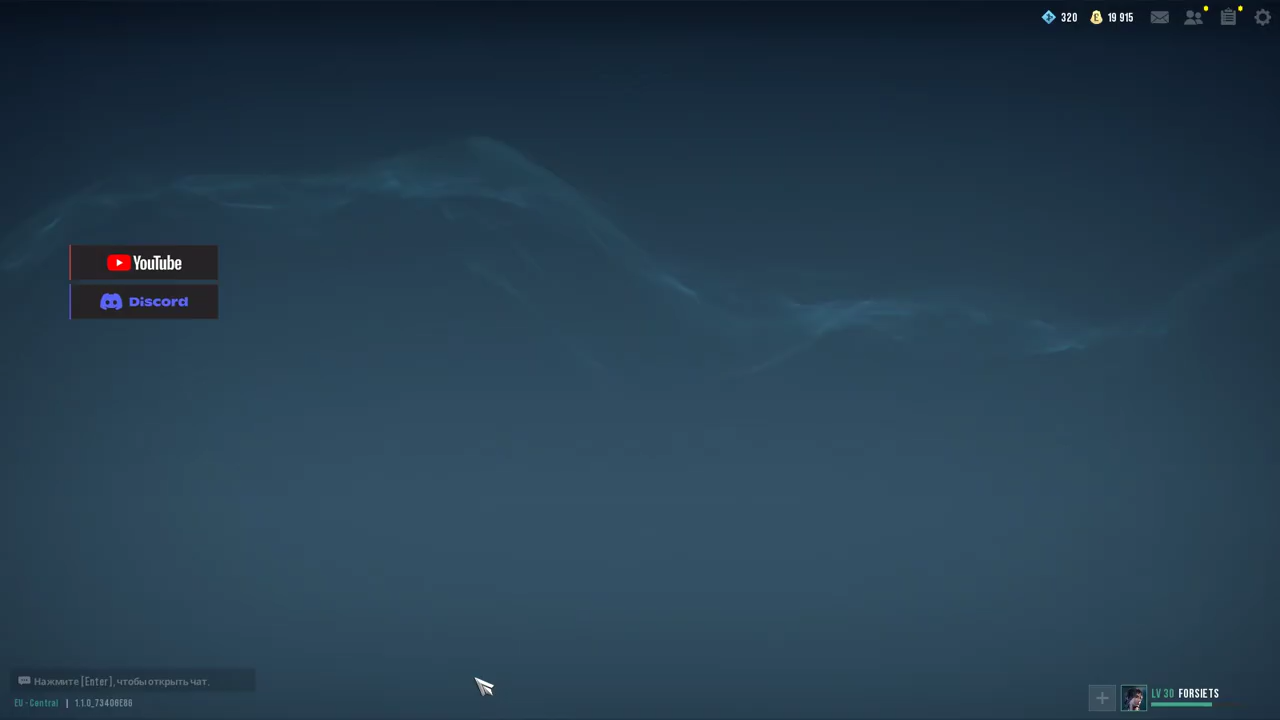 320 19 915
YouTube
Discord
Нажмите [Enter], чтобы открыть чат.
LV 30 FORSIETS
EU - Central | 1.1.0_73408E86